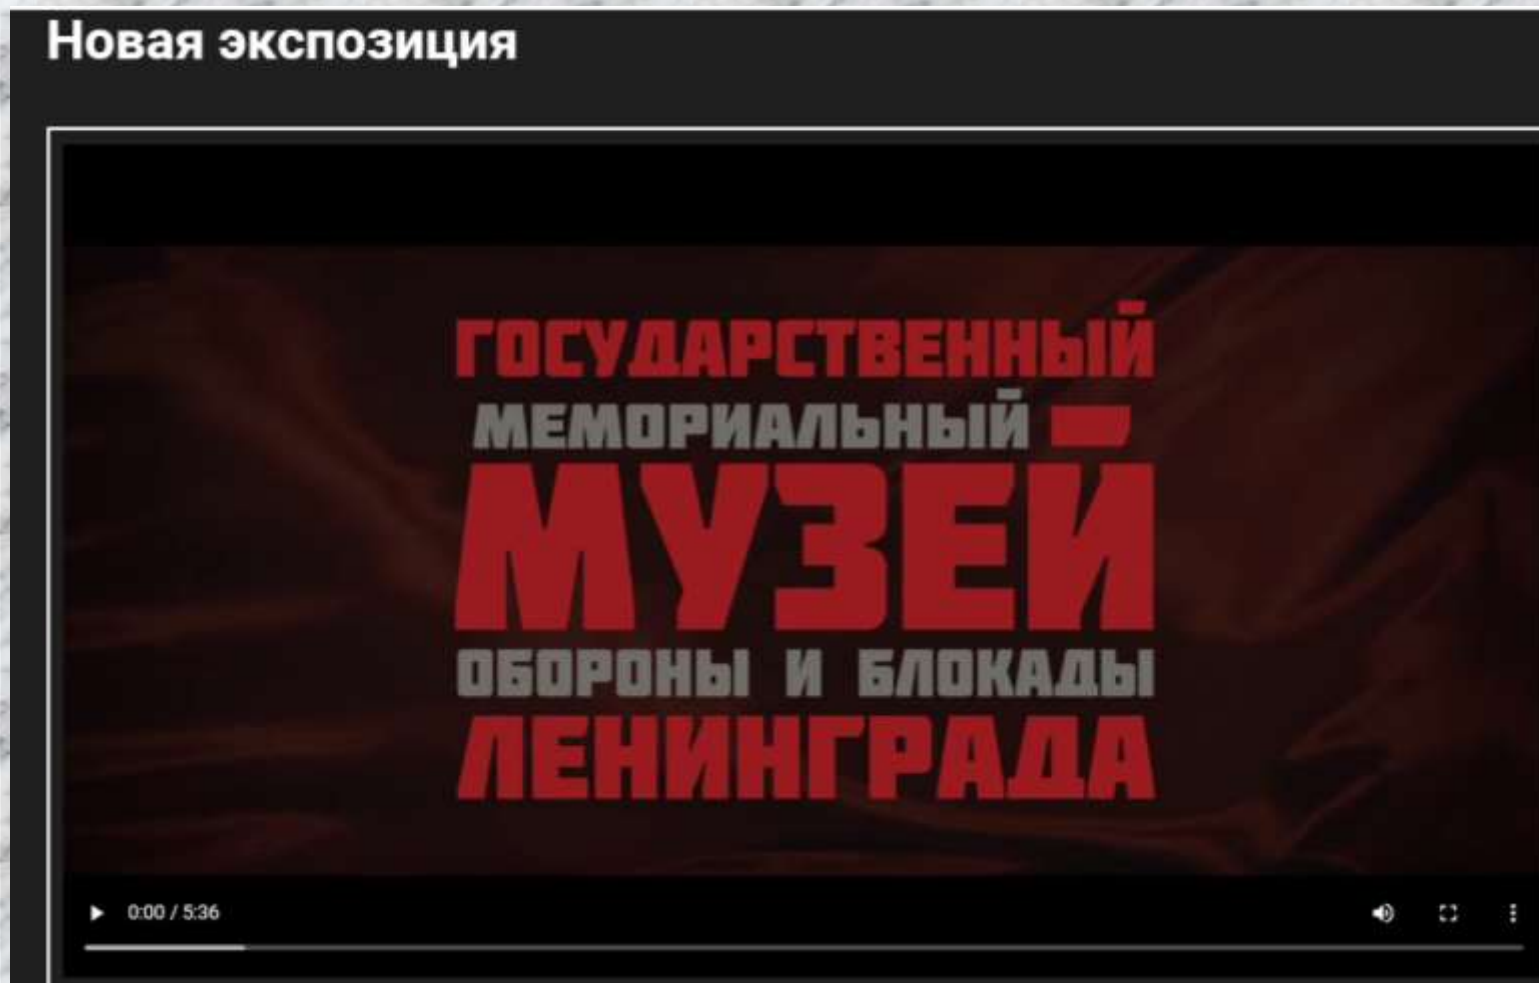 Новая экспозиция
ГОСУДАРСТВЕННЫЙ
МЕМОРИАЛЬНЫЙ
МУЗЕЙ
ОБОРОНЫ И БЛОКАДЫ
ЛЕНИНГРАДА
0:00 / 5:36